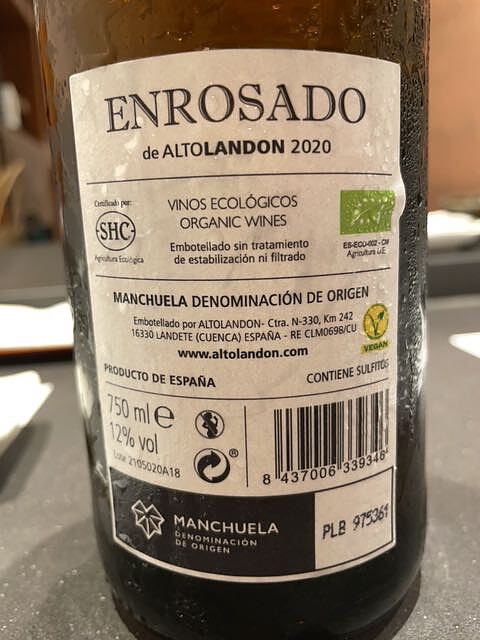 ENROSADO
de ALTOLANDON 2020
Certificado por:
SHC
Agricultura Ecológica
VINOS ECOLÓGICOS
ORGANIC WINES
Embotellado sin tratamiento
de estabilización ni filtrado
ES-ECO-002-CM
Agricultura U.E.
MANCHUELA DENOMINACIÓN DE ORIGEN
Embotellado por ALTOLANDON- Ctra. N-330, Km 242
16330 LANDETE (CUENCA) ESPAÑA - RE CLM0698/CU
www.altolandon.com
V
VEGAN
PRODUCTO DE ESPAÑA
CONTIENE SULFITOS
750 ml e
12% vol
Lote 2105020A18
®
8 437006 339346
MANCHUELA
DENOMINACIÓN
DE ORIGEN
PLB 975361